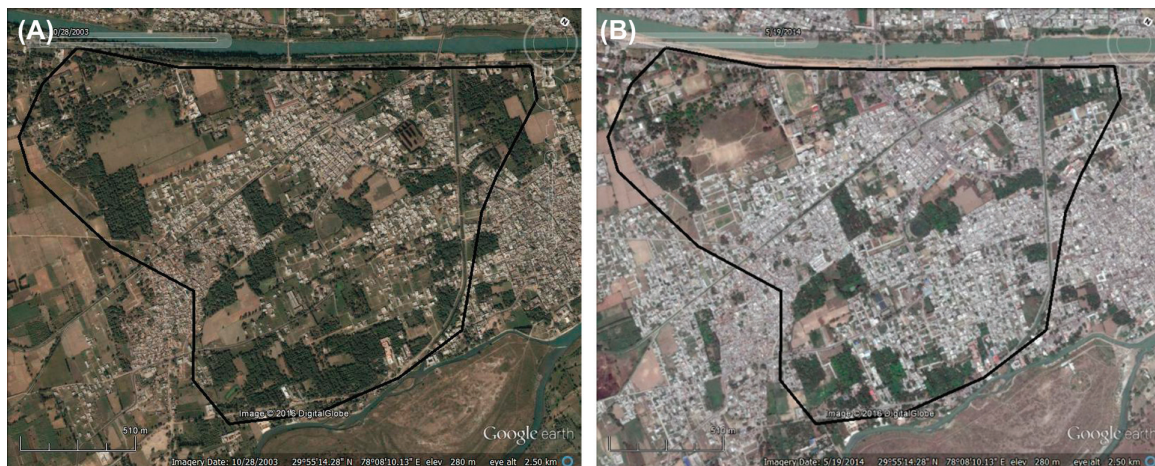 (A)
10/28/2003
Image © 2016 DigitalGlobe
510 m
Google earth
Imagery Date: 10/28/2003 29°55'14.28" N 78°08'10.13" E elev 280 m eye alt 2.50 km
(B)
5/19/2014
Image © 2016 DigitalGlobe
510 m
Google earth
Imagery Date: 5/19/2014 29°55'14.28" N 78°08'10.13" E elev 280 m eye alt 2.50 km